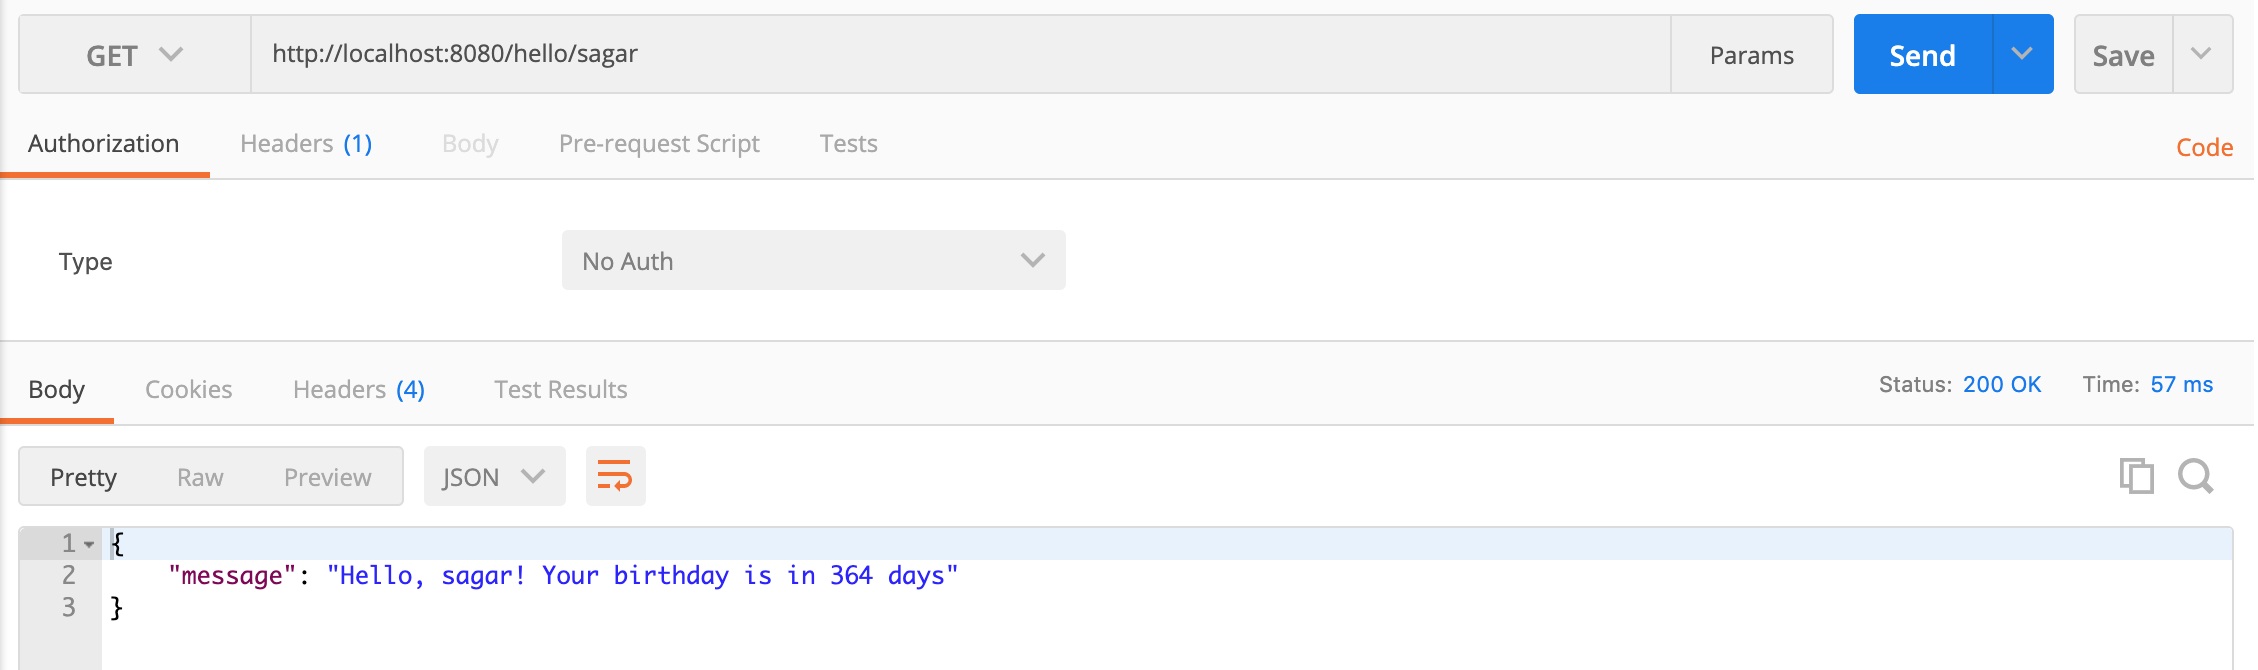 GET http://localhost:8080/hello/sagar Params Send Save
Authorization Headers (1) Body Pre-request Script Tests Code
Type No Auth
Body Cookies Headers (4) Test Results Status: 200 OK Time: 57 ms
Pretty Raw Preview JSON
1 {
2 "message": "Hello, sagar! Your birthday is in 364 days"
3 }